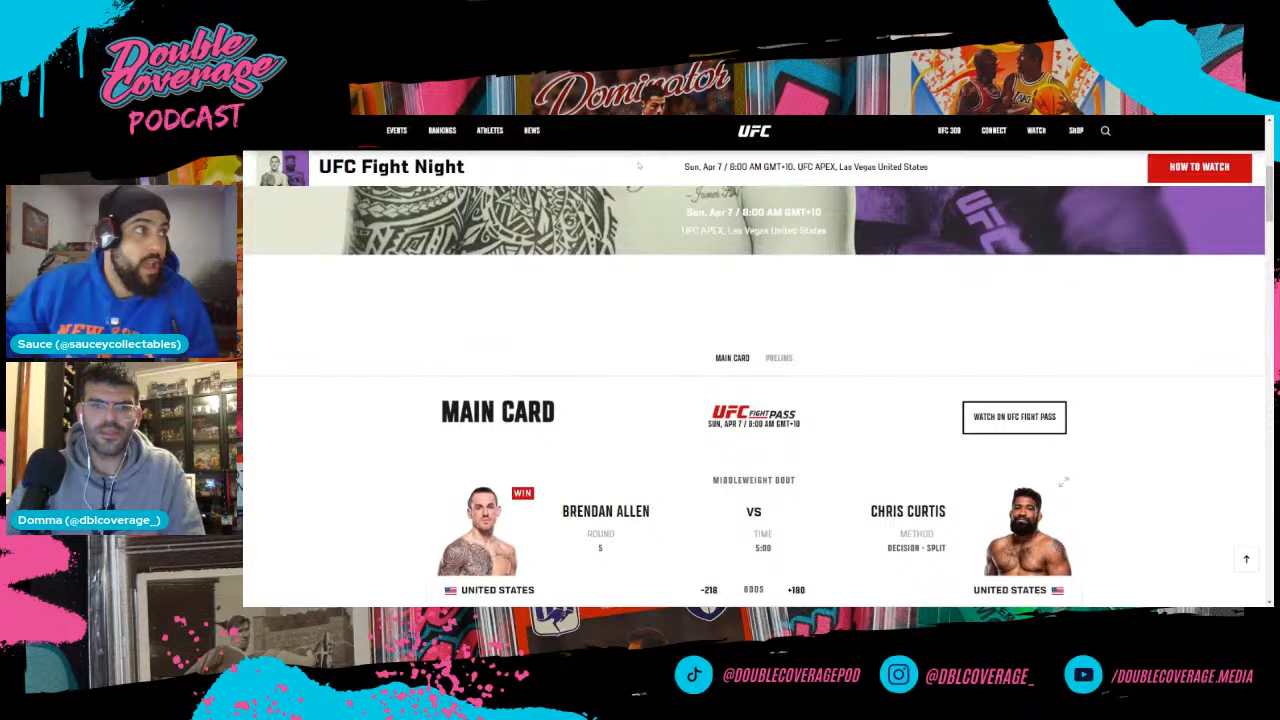 Double
Coverage
PODCAST
Dominator
EVENTS
RANKINGS
ATHLETES
NEWS
UFC
UFC 300
CONNECT
WATCH
SHOP
UFC Fight Night
Sun, Apr 7 / 8:00 AM GMT+10. UFC APEX, Las Vegas United States
HOW TO WATCH
Sun, Apr 7 / 8:00 AM GMT+10
UFC APEX, Las Vegas United States
UFC
MAIN CARD
PRELIMS
MAIN CARD
UFC FIGHT PASS
SUN, APR 7 / 8:00 AM GMT+10
WATCH ON UFC FIGHT PASS
MIDDLEWEIGHT BOUT
WIN
BRENDAN ALLEN
VS
CHRIS CURTIS
ROUND
TIME
METHOD
5
5:00
DECISION - SPLIT
UNITED STATES
-218
ODDS
+180
UNITED STATES
NEW YORK
Sauce (@sauceycollectables)
Domma (@dblcoverage_)
@DOUBLECOVERAGEPOD
@DBLCOVERAGE_
/DOUBLECOVERAGE.MEDIA